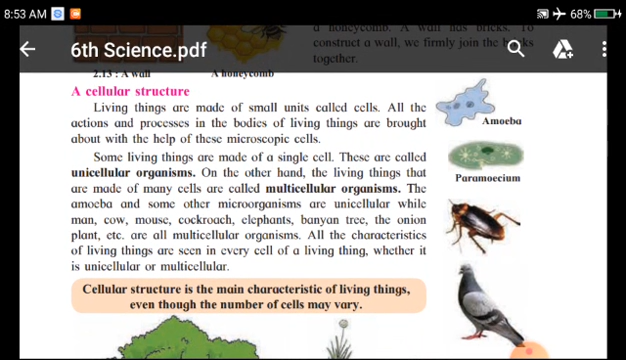 8:53 AM
68%
6th Science.pdf
a honeycomb. A wall has bricks. To
construct a wall, we firmly join the
together.
2.13 : A wall
A honeycomb
A cellular structure
Living things are made of small units called cells. All the
actions and processes in the bodies of living things are brought
about with the help of these microscopic cells.
Some living things are made of a single cell. These are called
unicellular organisms. On the other hand, the living things that
are made of many cells are called multicellular organisms. The
amoeba and some other microorganisms are unicellular while
man, cow, mouse, cockroach, elephants, banyan tree, the onion
plant, etc. are all multicellular organisms. All the characteristics
of living things are seen in every cell of a living thing, whether it
is unicellular or multicellular.
Amoeba
Paramoecium
Cellular structure is the main characteristic of living things,
even though the number of cells may vary.